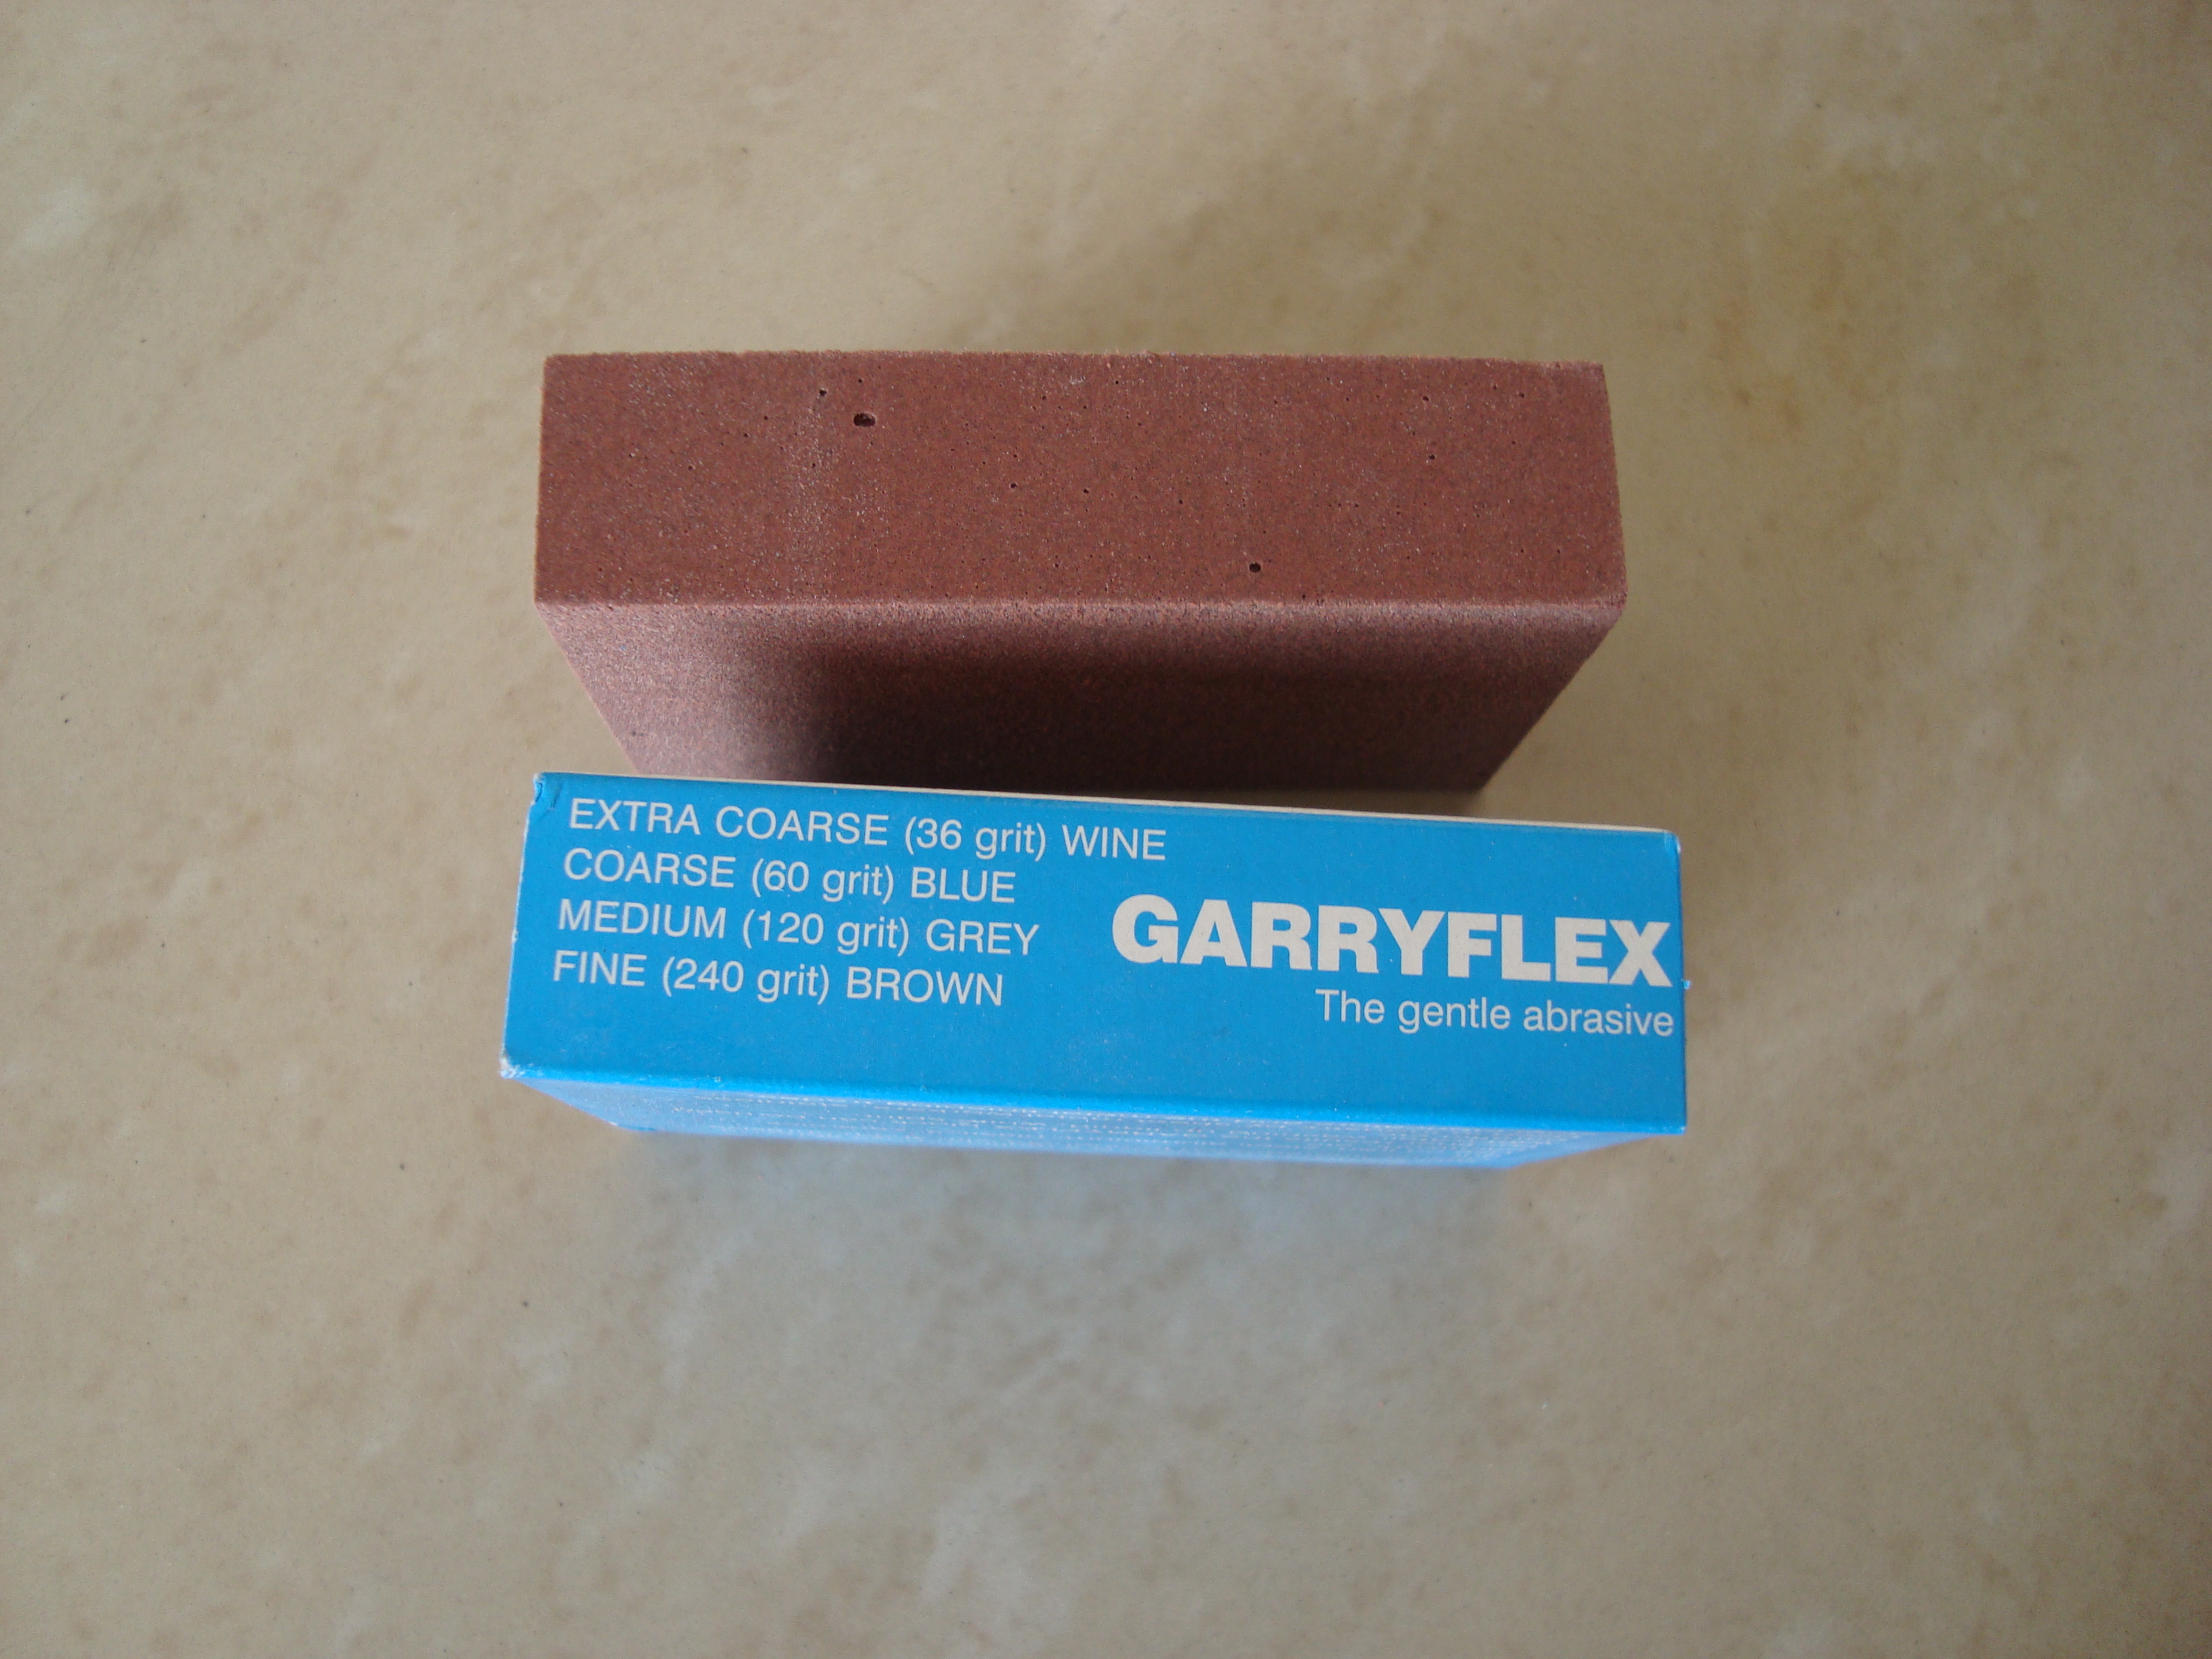 EXTRA COARSE (36 grit) WINE
COARSE (60 grit) BLUE
MEDIUM (120 grit) GREY
FINE (240 grit) BROWN
GARRYFLEX
The gentle abrasive